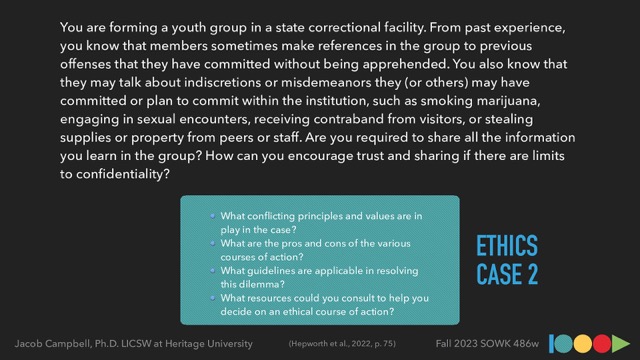 You are forming a youth group in a state correctional facility. From past experience,
you know that members sometimes make references in the group to previous
offenses that they have committed without being apprehended. You also know that
they may talk about indiscretions or misdemeanors they (or others) may have
committed or plan to commit within the institution, such as smoking marijuana,
engaging in sexual encounters, receiving contraband from visitors, or stealing
supplies or property from peers or staff. Are you required to share all the information
you learn in the group? How can you encourage trust and sharing if there are limits
to confidentiality?
• What conflicting principles and values are in
play in the case?
• What are the pros and cons of the various
courses of action?
• What guidelines are applicable in resolving
this dilemma?
• What resources could you consult to help you
decide on an ethical course of action?
ETHICS
CASE 2
Jacob Campbell, Ph.D. LICSW at Heritage University
(Hepworth et al., 2022, p. 75)
Fall 2023 SOWK 486w